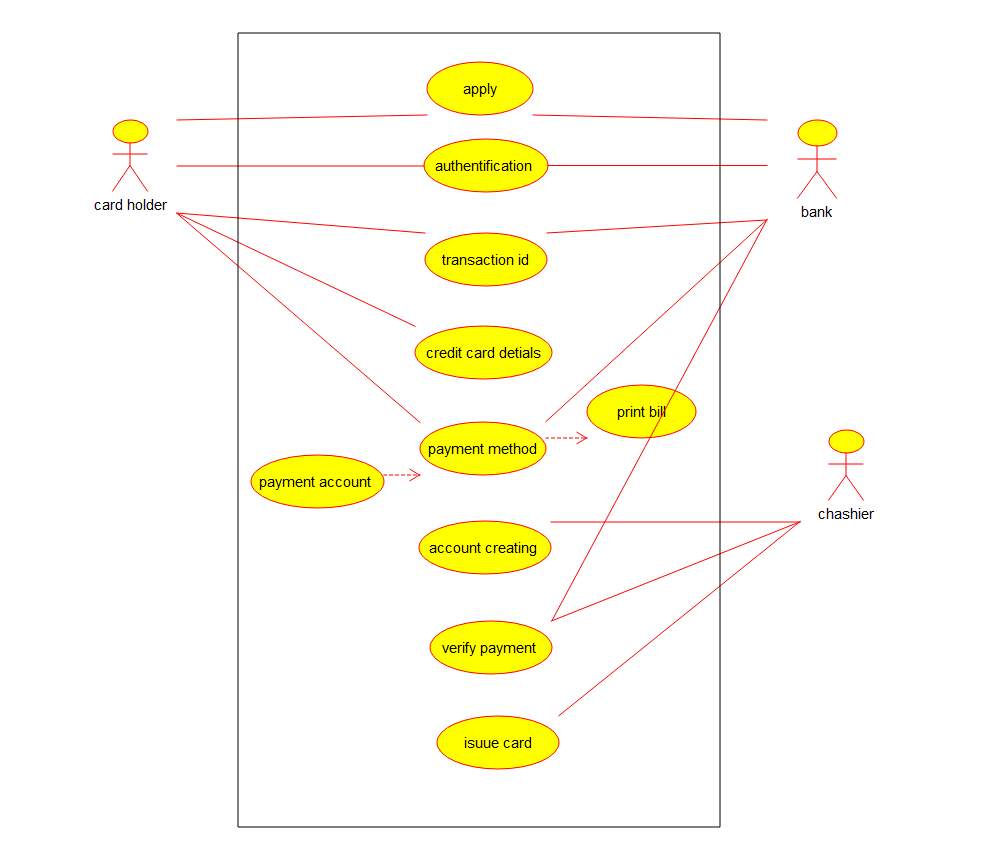 apply
authentification
card holder
bank
transaction id
credit card detials
print bill
payment method
payment account
chashier
account creating
verify payment
isuue card